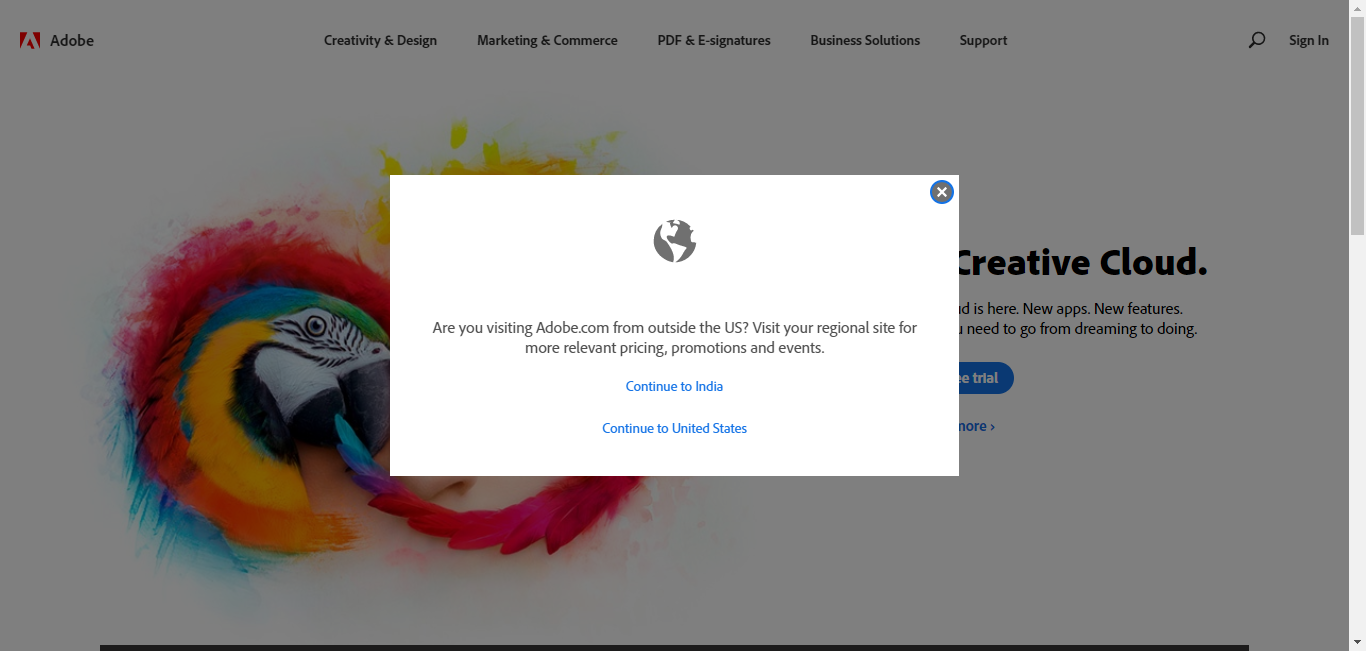 Adobe
Creativity & Design
Marketing & Commerce
PDF & E-signatures
Business Solutions
Support
Sign In
Are you visiting Adobe.com from outside the US? Visit your regional site for
more relevant pricing, promotions and events.
Continue to India
Continue to United States
Creative Cloud.
is here. New apps. New features.
need to go from dreaming to doing.
trial
more ›